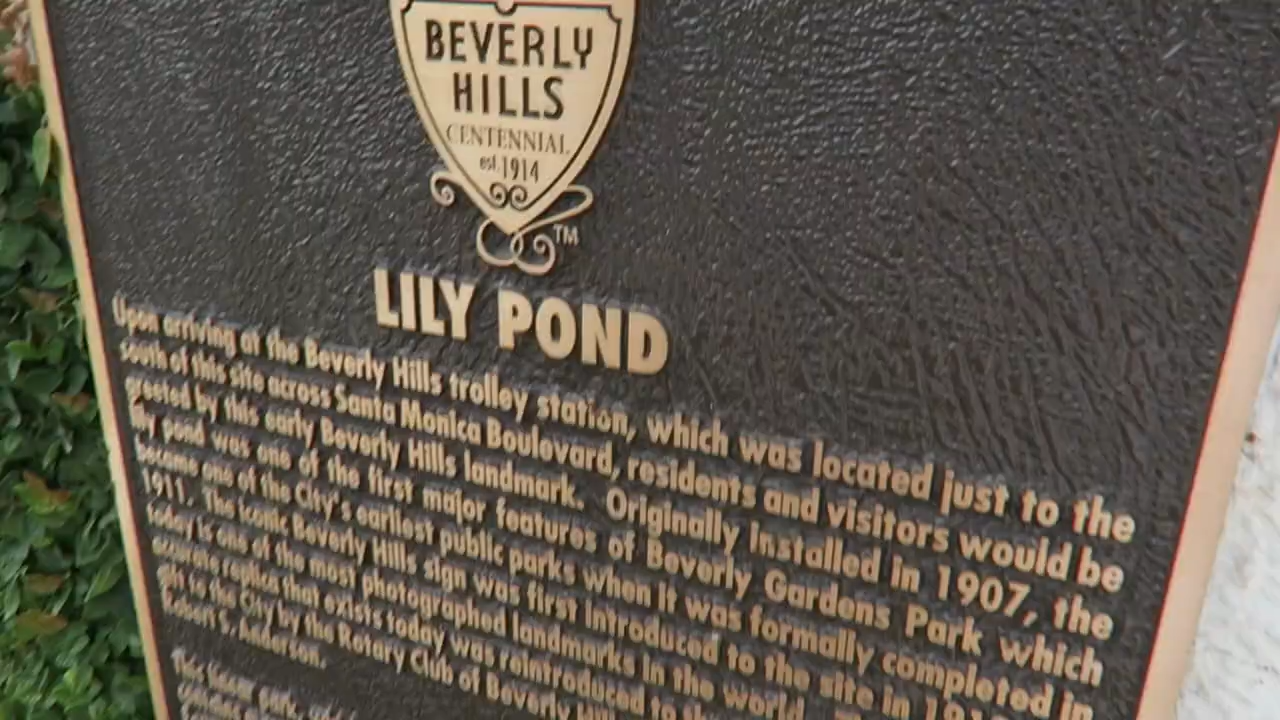 BEVERLY
HILLS
CENTENNIAL
est. 1914
TM
LILY POND
Upon arriving at the Beverly Hills trolley station, which was located just to the
south of this site across Santa Monica Boulevard, residents and visitors would be
greeted by this early Beverly Hills landmark. Originally installed in 1907, the
lily pond was one of the first major features of Beverly Gardens Park which
became one of the City's earliest public parks when it was formally completed in
1911. The iconic Beverly Hills sign was first introduced to the site in
today is one of the most photographed landmarks in the world.
replica that exists today was reintroduced to
gift to the City by the Rotary Club of Beverly
Robert E. Anderson.
This park,